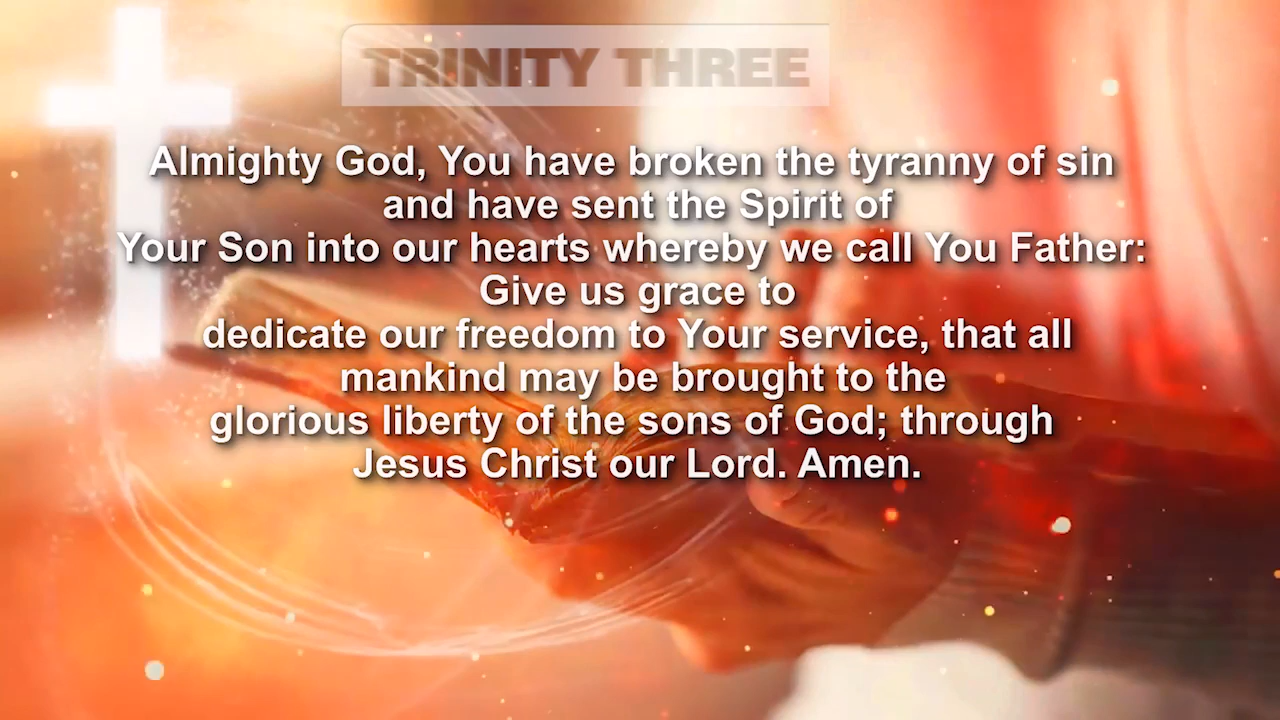 TRINITY THREE
Almighty God, You have broken the tyranny of sin
and have sent the Spirit of
Your Son into our hearts whereby we call You Father:
Give us grace to
dedicate our freedom to Your service, that all
mankind may be brought to the
glorious liberty of the sons of God; through
Jesus Christ our Lord. Amen.